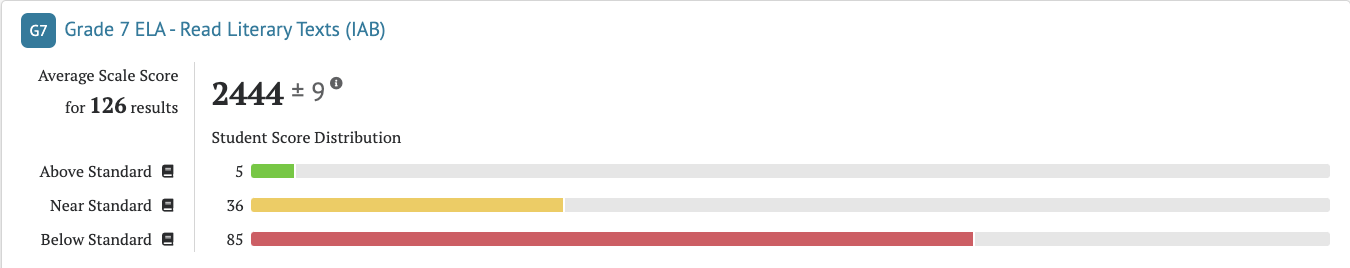 G7 Grade 7 ELA - Read Literary Texts (IAB)
Average Scale Score
for 126 results
2444 ± 9 i
Student Score Distribution
Above Standard 5
Near Standard 36
Below Standard 85